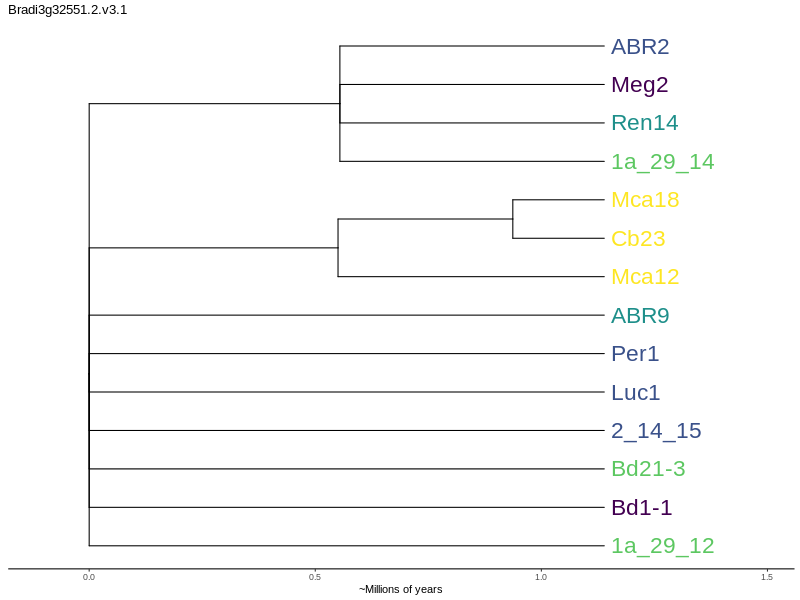 Bradi3g32551.2.v3.1
ABR2
Meg2
Ren14
1a_29_14
Mca18
Cb23
Mca12
ABR9
Per1
Luc1
2_14_15
Bd21-3
Bd1-1
1a_29_12
0.0 0.5 1.0 1.5
~Millions of years